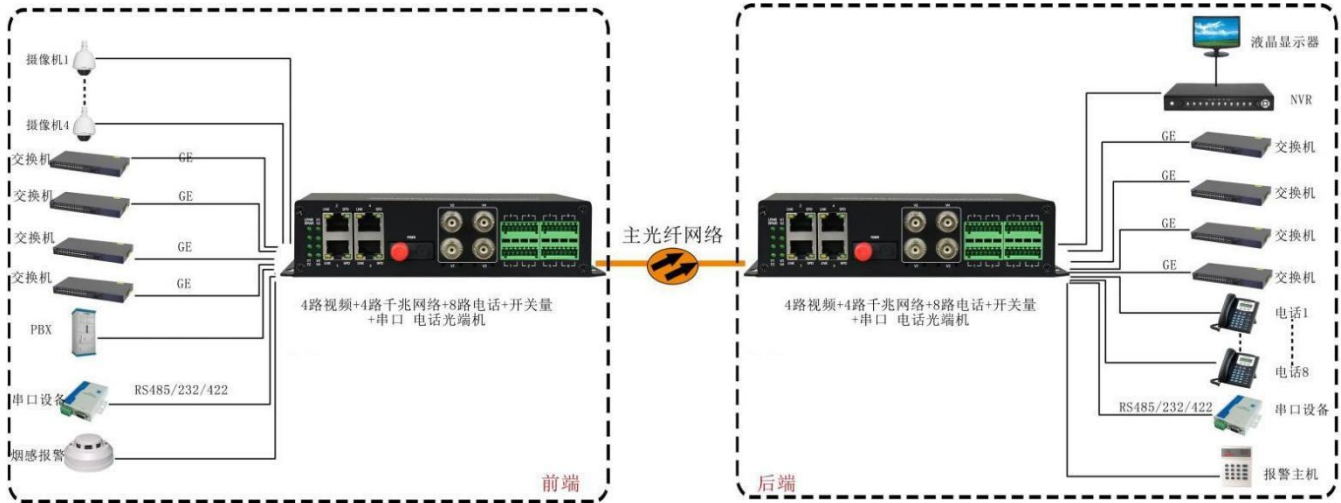 摄像机1
摄像机4
交换机
GE
交换机
GE
交换机
GE
交换机
GE
PBX
串口设备
RS485/232/422
烟感报警
4路视频+4路千兆网络+8路电话+开关量
+串口 电话光端机
前端
主光纤网络
液晶显示器
NVR
GE
交换机
GE
交换机
GE
交换机
GE
交换机
4路视频+4路千兆网络+8路电话+开关量
+串口 电话光端机
电话1
电话8
RS485/232/422
串口设备
报警主机
后端